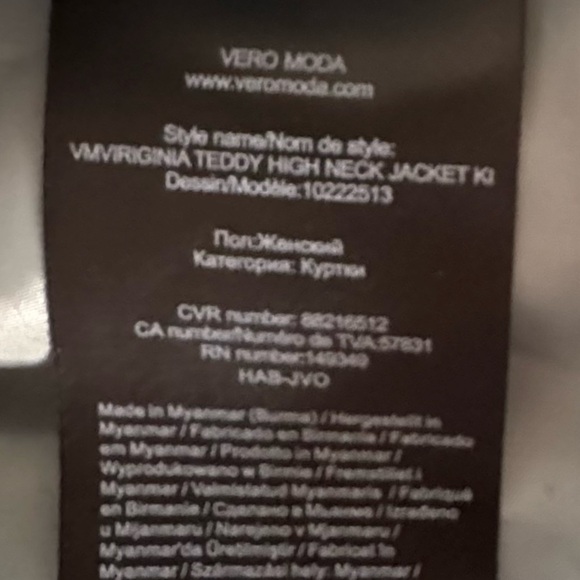 VERO MODA
www.veromoda.com
Style name/Nom de style:
VMVIRIGINIA TEDDY HIGH NECK JACKET KI
Dessin/Modèle:10222513
Пол:Женский
Категория: Куртки
CVR number: 88216512
CA number/Numéro de TVA:57831
RN number:149349
HAB-JVO
Made in Myanmar (Burma) / Hergestellt in
Myanmar / Fabricado en Birmania / Fabricado
em Myanmar / Prodotto in Myanmar /
Wyprodukowano w Birmie / Fremstillet i
Myanmar / Valmistatud Myanmaris / Fabriqué
en Birmanie / Сделано в Мьянме / Izrađeno
u Mijanmaru / Narejeno v Mjanmaru /
Myanmar'da Üretilmiştir / Fabricat în
Myanmar / Származási hely: Myanmar /